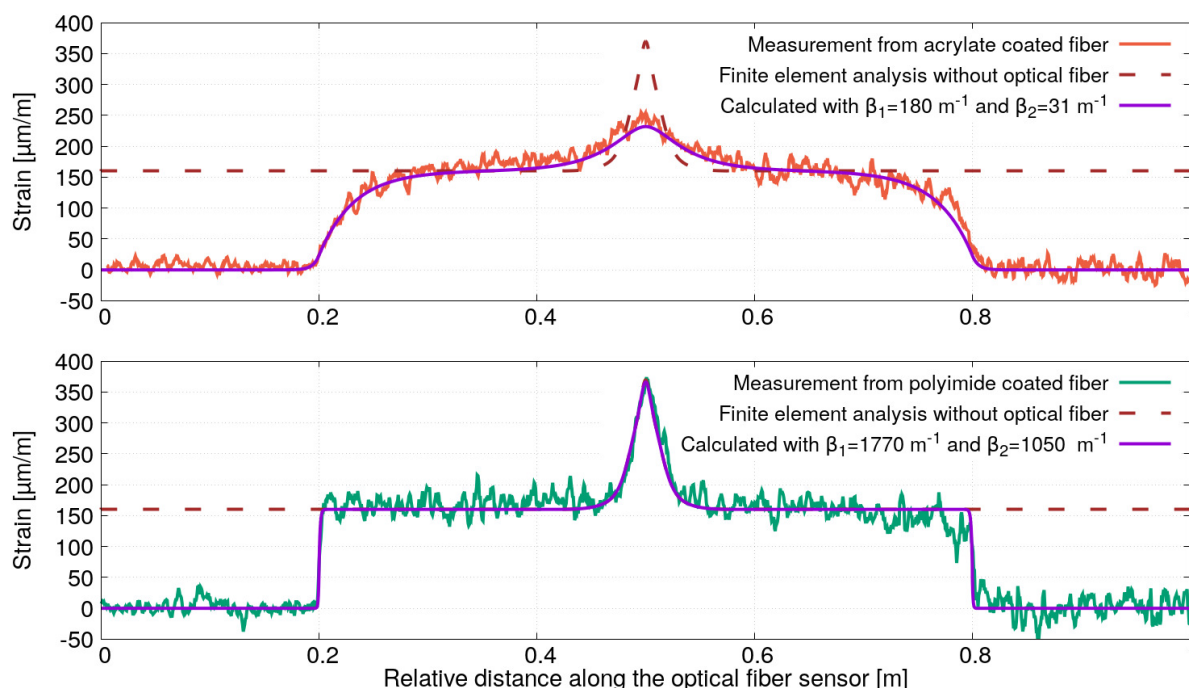 400
350
300
250
200
150
100
50
0
-50
Strain [µm/m]
Measurement from acrylate coated fiber
Finite element analysis without optical fiber
Calculated with β₁=180 m⁻¹ and β₂=31 m⁻¹
0 0.2 0.4 0.6 0.8
400
350
300
250
200
150
100
50
0
-50
Strain [µm/m]
Measurement from polyimide coated fiber
Finite element analysis without optical fiber
Calculated with β₁=1770 m⁻¹ and β₂=1050 m⁻¹
0 0.2 0.4 0.6 0.8
Relative distance along the optical fiber sensor [m]